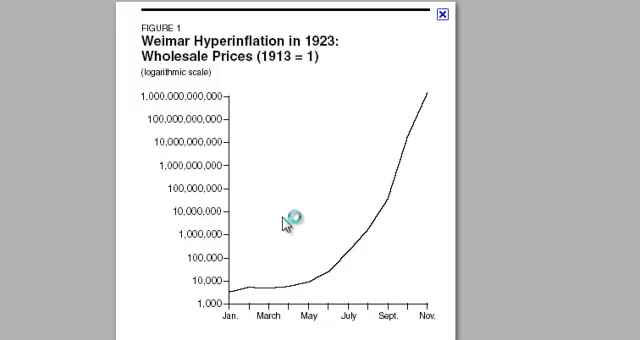 FIGURE 1
Weimar Hyperinflation in 1923:
Wholesale Prices (1913 = 1)
(logarithmic scale)
1,000,000,000,000
100,000,000,000
10,000,000,000
1,000,000,000
100,000,000
10,000,000
1,000,000
100,000
10,000
1,000
Jan. March May July Sept. Nov.